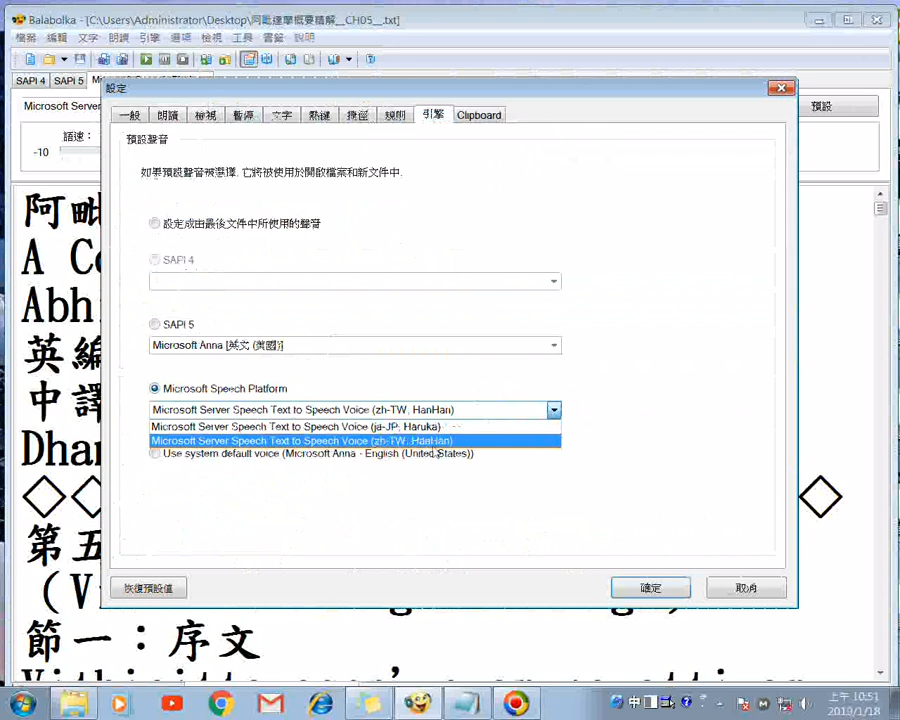 Balabolka - [C:\Users\Administrator\Desktop\阿毗達摩概要精解__CH05__.txt]
檔案 編輯 文字 朗讀 引擎 選項 檢視 工具 書籤 說明
SAPI 4 SAPI 5
Microsoft Server
預設
語速：
-10
設定
一般 朗讀 檢視 暫停 文字 熱鍵 規則 引擎 Clipboard
預設聲音
如果預設聲音被選擇, 它將被使用於開啟檔案和新文件中.
設定成由最後文件中所使用的聲音
SAPI 4
SAPI 5
Microsoft Anna [英文 (美國)]
Microsoft Speech Platform
Microsoft Server Speech Text to Speech Voice (zh-TW, HanHan)
Microsoft Server Speech Text to Speech Voice (ja-JP, Haruka)
Microsoft Server Speech Text to Speech Voice (zh-TW, HanHan)
Use system default voice (Microsoft Anna - English (United States))
恢復預設值 確定 取消
阿毗
A Co
Abhi
英編
中譯
Dham
◇◇ ◇
第五
(V
節一：序文
中
上午 10:51
2019/1/18